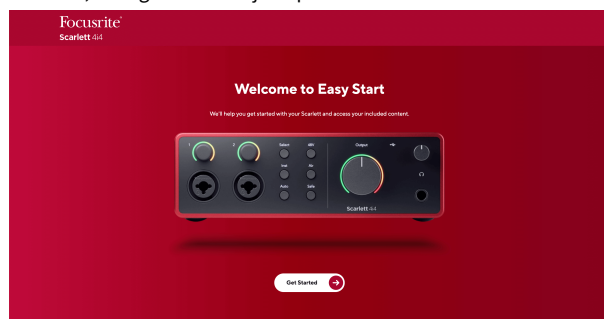 Focusrite®
Scarlett 4i4
Welcome to Easy Start
We'll help you get started with your Scarlett and access your included content.
1 2 Select 48V Output
Inst Air
Auto Safe
Scarlett 4i4
Get Started